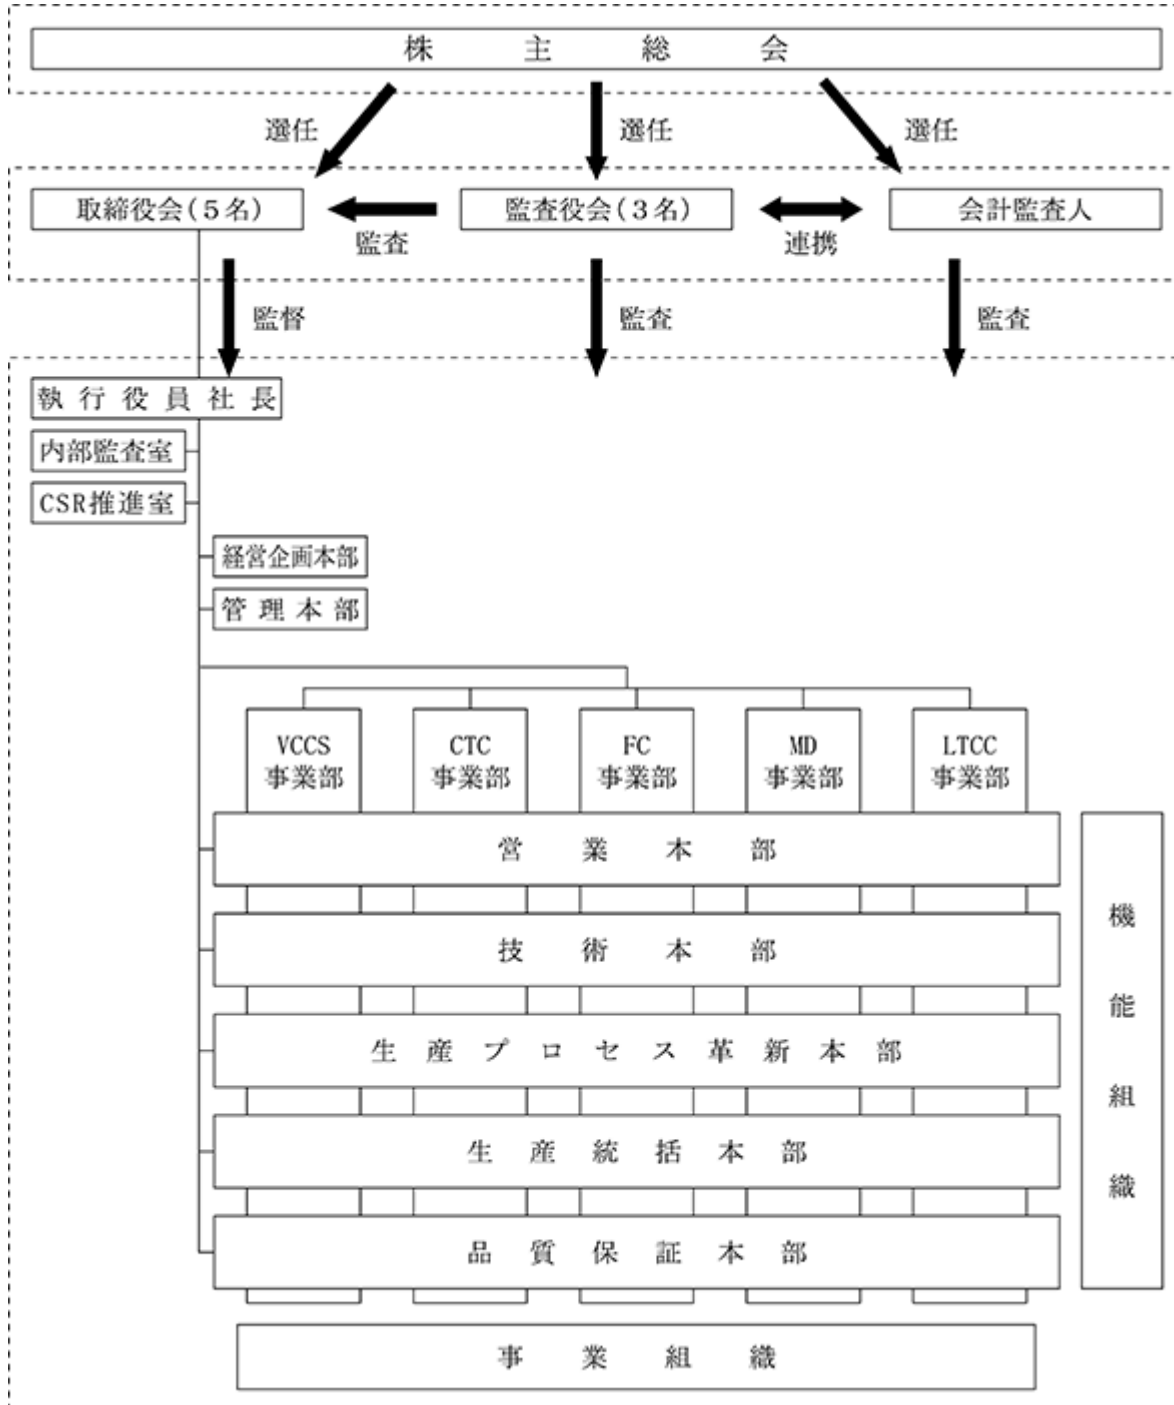 株主総会
選任
選任
選任
取締役会(5名)
監査役会(3名)
会計監査人
監査
連携
監督
監査
監査
執行役員社長
内部監査室
CSR推進室
経営企画本部
管理本部
VCCS
事業部
CTC
事業部
FC
事業部
MD
事業部
LTCC
事業部
営業本部
技術本部
生産プロセス革新本部
生産統括本部
品質保証本部
機能組織
事業組織